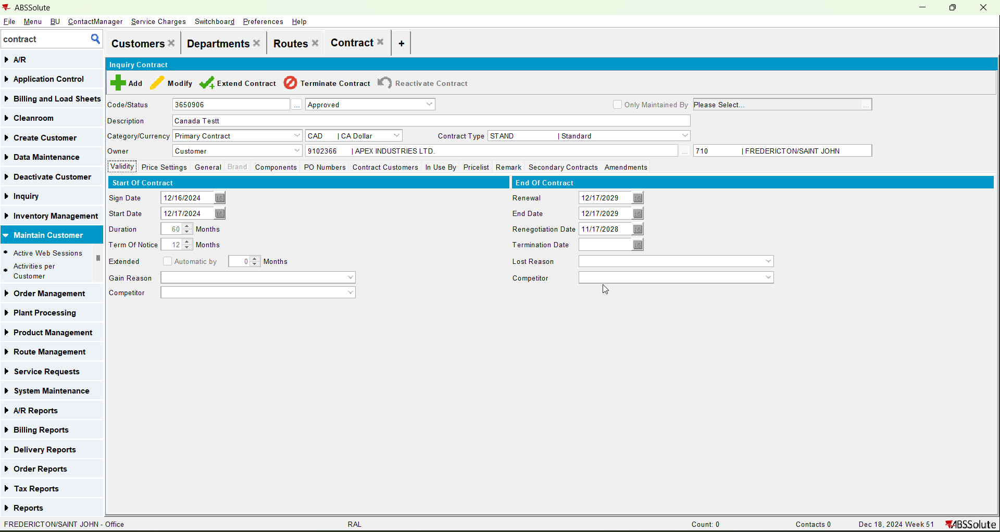 ABSSolute
File Menu BU ContactManager Service Charges Switchboard Preferences Help
contract
Customers Departments Routes Contract +
A/R
Application Control
Billing and Load Sheets
Cleanroom
Create Customer
Data Maintenance
Deactivate Customer
Inquiry
Inventory Management
Maintain Customer
Active Web Sessions
Activities per
Customer
Order Management
Plant Processing
Product Management
Route Management
Service Requests
System Maintenance
A/R Reports
Billing Reports
Delivery Reports
Order Reports
Tax Reports
Reports
Inquiry Contract
Add Modify Extend Contract Terminate Contract Reactivate Contract
Code/Status 3650906 ... Approved Only Maintained By Please Select... ...
Description Canada Testt
Category/Currency Primary Contract CAD | CA Dollar Contract Type STAND | Standard
Owner Customer 9102366 | APEX INDUSTRIES LTD. ... 710 | FREDERICTON/SAINT JOHN
Validity Price Settings General Brand Components PO Numbers Contract Customers In Use By Pricelist Remark Secondary Contracts Amendments
Start Of Contract
Sign Date 12/16/2024 16
Start Date 12/17/2024 16
Duration 60 Months
Term Of Notice 12 Months
Extended Automatic by 0 Months
Gain Reason
Competitor
End Of Contract
Renewal 12/17/2029 16
End Date 12/17/2029 16
Renegotiation Date 11/17/2028 16
Termination Date 16
Lost Reason
Competitor
FREDERICTON/SAINT JOHN - Office RAL Count: 0 Contacts 0 Dec 18, 2024 Week 51 ABSSolute